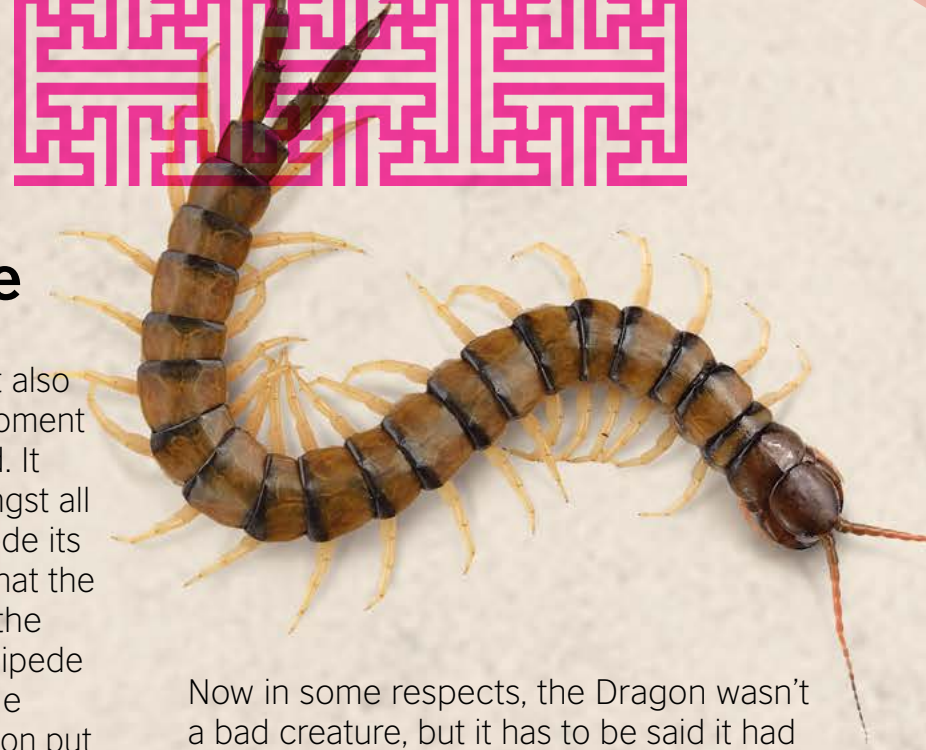 e
t also
oment
l. It
ngst all
de its
hat the
the
ipede
e
on put
Now in some respects, the Dragon wasn't
a bad creature, but it has to be said it had